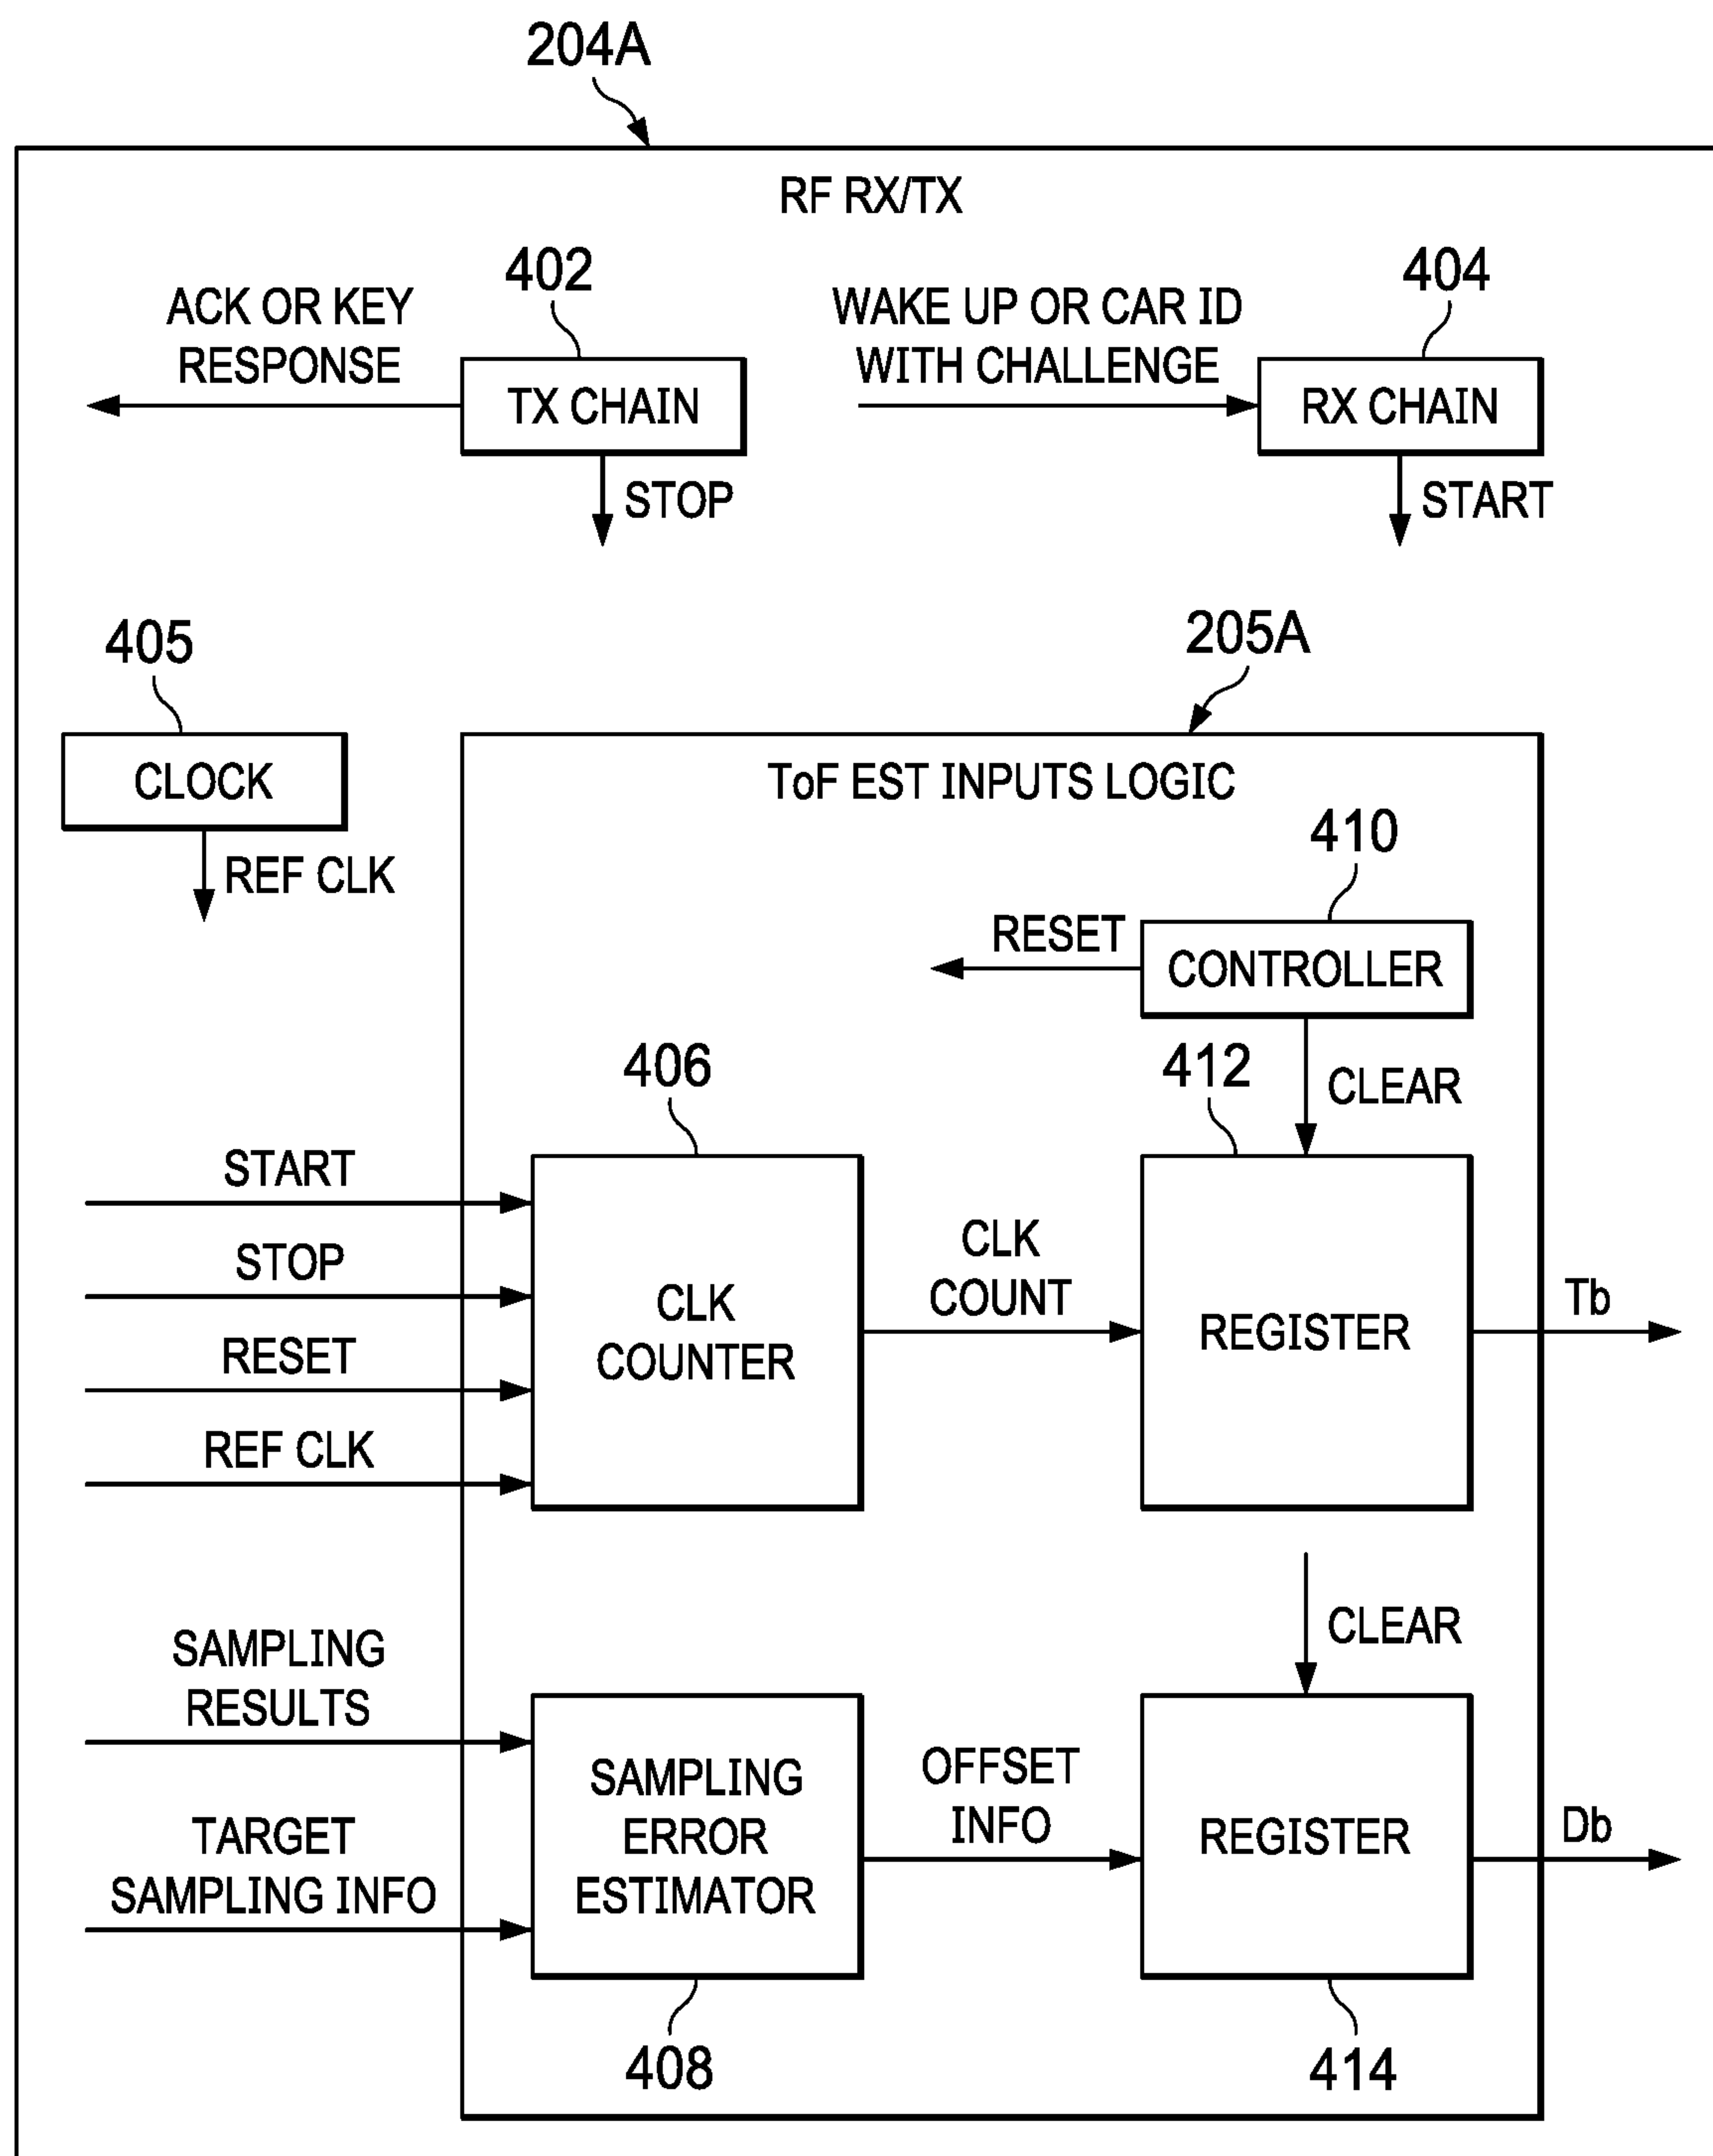 204A
RF RX/TX
402
404
ACK OR KEY
RESPONSE
WAKE UP OR CAR ID
WITH CHALLENGE
TX CHAIN
RX CHAIN
STOP
START
405
205A
CLOCK
ToF EST INPUTS LOGIC
REF CLK
410
RESET
CONTROLLER
406
412
CLEAR
START
STOP
RESET
REF CLK
CLK
COUNTER
CLK
COUNT
REGISTER
Tb
CLEAR
SAMPLING
RESULTS
TARGET
SAMPLING INFO
SAMPLING
ERROR
ESTIMATOR
OFFSET
INFO
REGISTER
Db
408
414